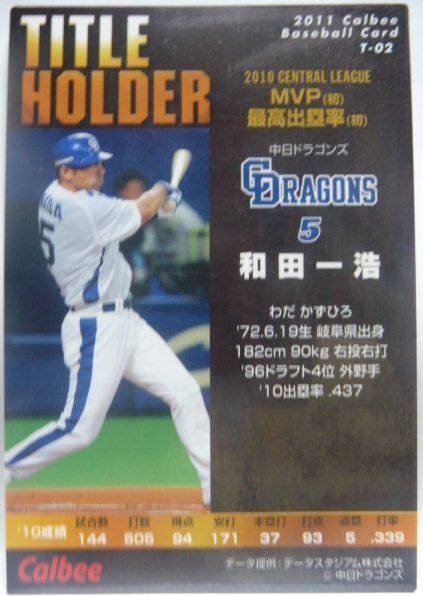 TITLE
HOLDER
2011 Calbee
Baseball Card
T-02
2010 CENTRAL LEAGUE
MVP(初)
最高出塁率(初)
中日ドラゴンズ
DRAGONS
5
和田一浩
わだ かずひろ
'72.6.19生 岐阜県出身
182cm 90kg 右投右打
'96ドラフト4位 外野手
'10出塁率 .437
5
'10成績 試合数 打数 得点 安打 本塁打 打点 盗塁 打率
144 505 94 171 37 93 5 .339
Calbee
データ提供:データスタジアム株式会社
© 中日ドラゴンズ